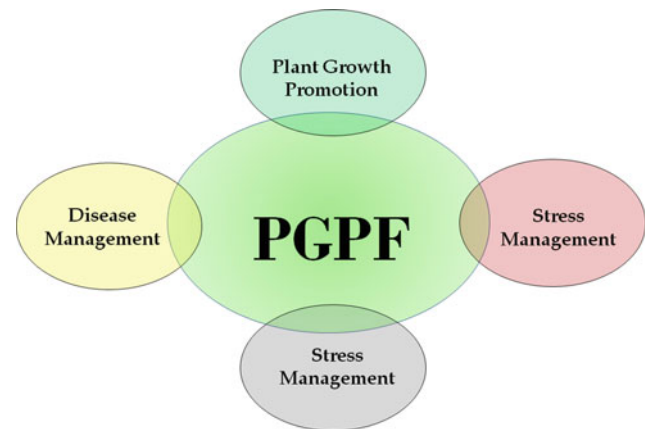 Plant Growth
Promotion
Disease
Management
PGPF
Stress
Management
Stress
Management